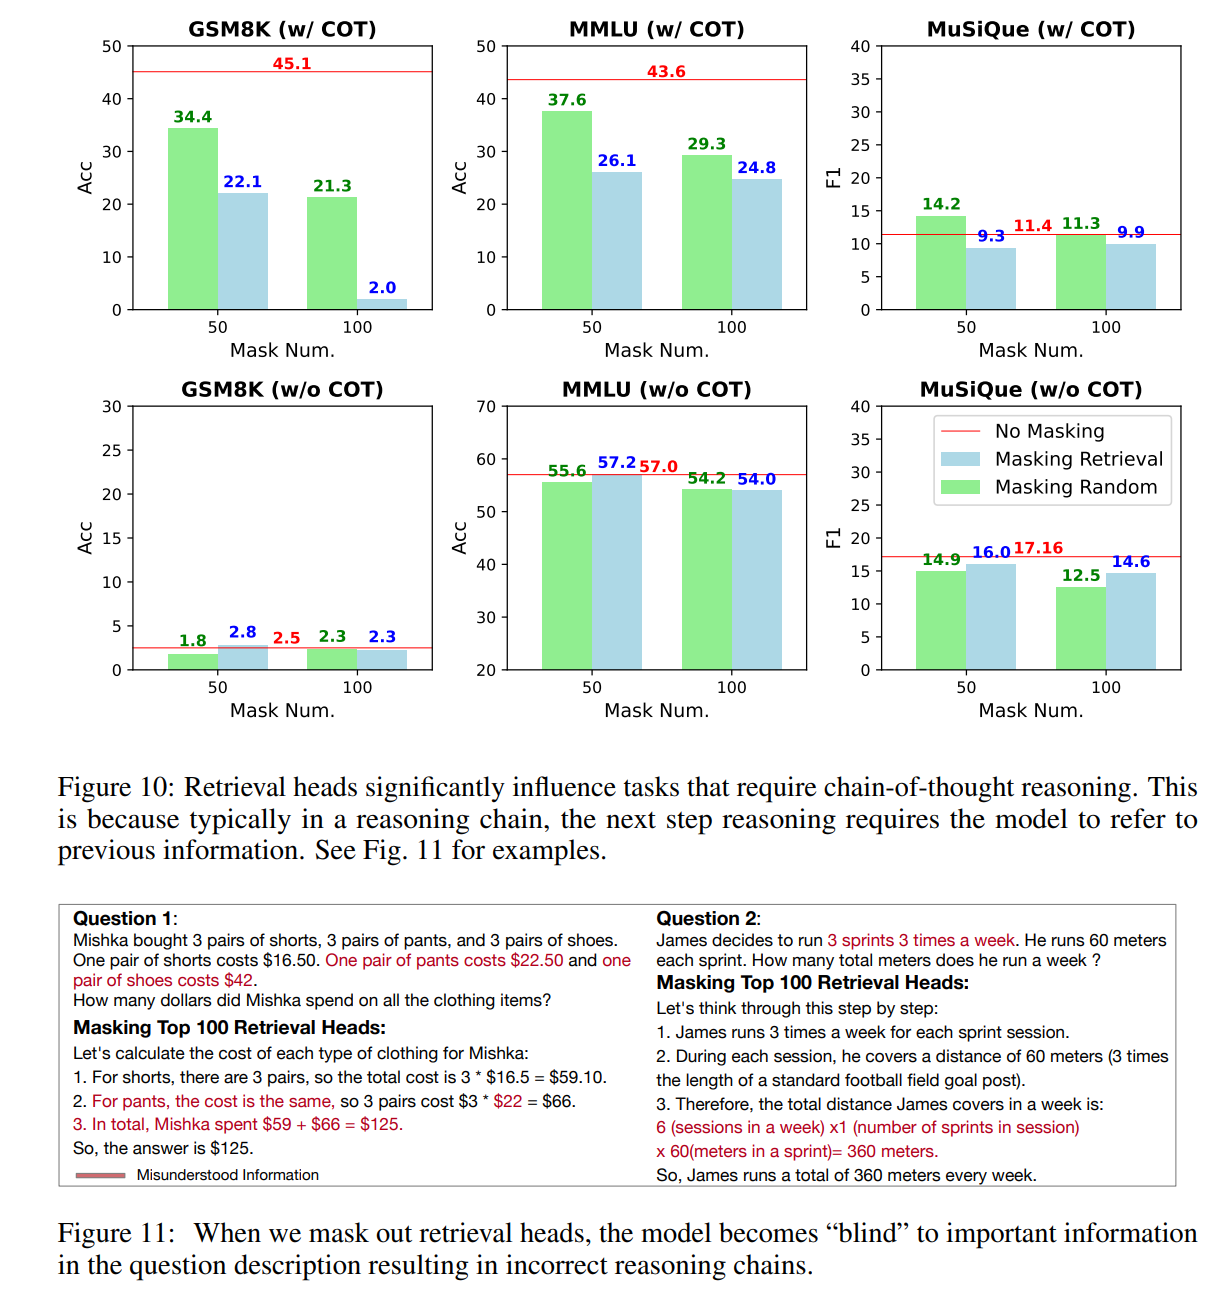 GSM8K (w/ COT)
50
40
30
20
10
0
Acc
45.1
34.4
22.1
21.3
2.0
50
100
Mask Num.
MMLU (w/ COT)
50
40
30
20
10
0
Acc
43.6
37.6
26.1
29.3
24.8
50
100
Mask Num.
MuSiQue (w/ COT)
40
35
30
25
20
15
10
5
0
F1
14.2
9.3
11.4
11.3
9.9
50
100
Mask Num.
GSM8K (w/o COT)
30
25
20
15
10
5
0
Acc
1.8
2.8
2.5
2.3
2.3
50
100
Mask Num.
MMLU (w/o COT)
70
60
50
40
30
20
Acc
55.6
57.2
57.0
54.2
54.0
50
100
Mask Num.
MuSiQue (w/o COT)
40
35
30
25
20
15
10
5
0
F1
No Masking
Masking Retrieval
Masking Random
14.9
16.0
17.16
12.5
14.6
50
100
Mask Num.
Figure 10: Retrieval heads significantly influence tasks that require chain-of-thought reasoning. This
is because typically in a reasoning chain, the next step reasoning requires the model to refer to
previous information. See Fig. 11 for examples.
Question 1:
Mishka bought 3 pairs of shorts, 3 pairs of pants, and 3 pairs of shoes.
One pair of shorts costs $16.50. One pair of pants costs $22.50 and one
pair of shoes costs $42.
How many dollars did Mishka spend on all the clothing items?
Masking Top 100 Retrieval Heads:
Let's calculate the cost of each type of clothing for Mishka:
1. For shorts, there are 3 pairs, so the total cost is 3 * $16.5 = $59.10.
2. For pants, the cost is the same, so 3 pairs cost $3 * $22 = $66.
3. In total, Mishka spent $59 + $66 = $125.
So, the answer is $125.
Misunderstood Information
Question 2:
James decides to run 3 sprints 3 times a week. He runs 60 meters
each sprint. How many total meters does he run a week ?
Masking Top 100 Retrieval Heads:
Let's think through this step by step:
1. James runs 3 times a week for each sprint session.
2. During each session, he covers a distance of 60 meters (3 times
the length of a standard football field goal post).
3. Therefore, the total distance James covers in a week is:
6 (sessions in a week) x1 (number of sprints in session)
x 60(meters in a sprint)= 360 meters.
So, James runs a total of 360 meters every week.
Figure 11: When we mask out retrieval heads, the model becomes “blind” to important information
in the question description resulting in incorrect reasoning chains.